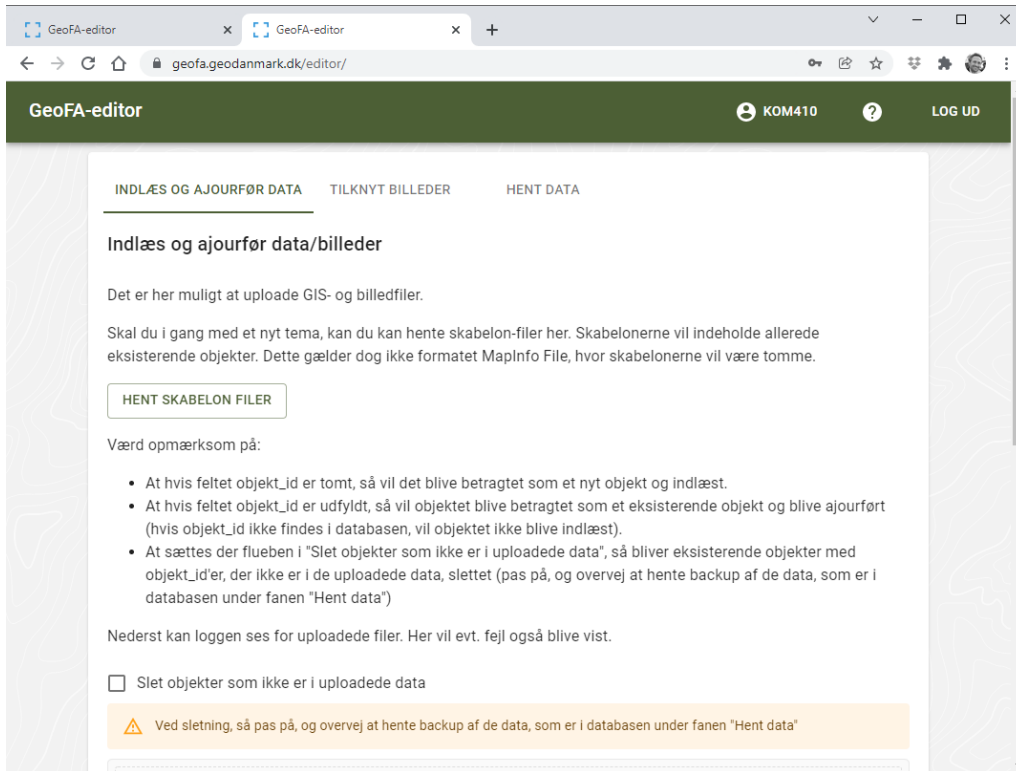 GeoFA-editor
GeoFA-editor
geofa.geodanmark.dk/editor/
GeoFA-editor
KOM410
LOG UD
INDLÆS OG AJOURFØR DATA
TILKNYT BILLEDER
HENT DATA
Indlæs og ajourfør data/billeder
Det er her muligt at uploade GIS- og billedfiler.
Skal du i gang med et nyt tema, kan du kan hente skabelon-filer her. Skabelonerne vil indeholde allerede
eksisterende objekter. Dette gælder dog ikke formatet MapInfo File, hvor skabelonerne vil være tomme.
HENT SKABELON FILER
Værd opmærksom på:
• At hvis feltet objekt_id er tomt, så vil det blive betragtet som et nyt objekt og indlæst.
• At hvis feltet objekt_id er udfyldt, så vil objektet blive betragtet som et eksisterende objekt og blive ajourført
(hvis objekt_id ikke findes i databasen, vil objektet ikke blive indlæst).
• At sættes der flueben i "Slet objekter som ikke er i uploadede data", så bliver eksisterende objekter med
objekt_id'er, der ikke er i de uploadede data, slettet (pas på, og overvej at hente backup af de data, som er i
databasen under fanen "Hent data")
Nederst kan loggen ses for uploadede filer. Her vil evt. fejl også blive vist.
Slet objekter som ikke er i uploadede data
Ved sletning, så pas på, og overvej at hente backup af de data, som er i databasen under fanen "Hent data"